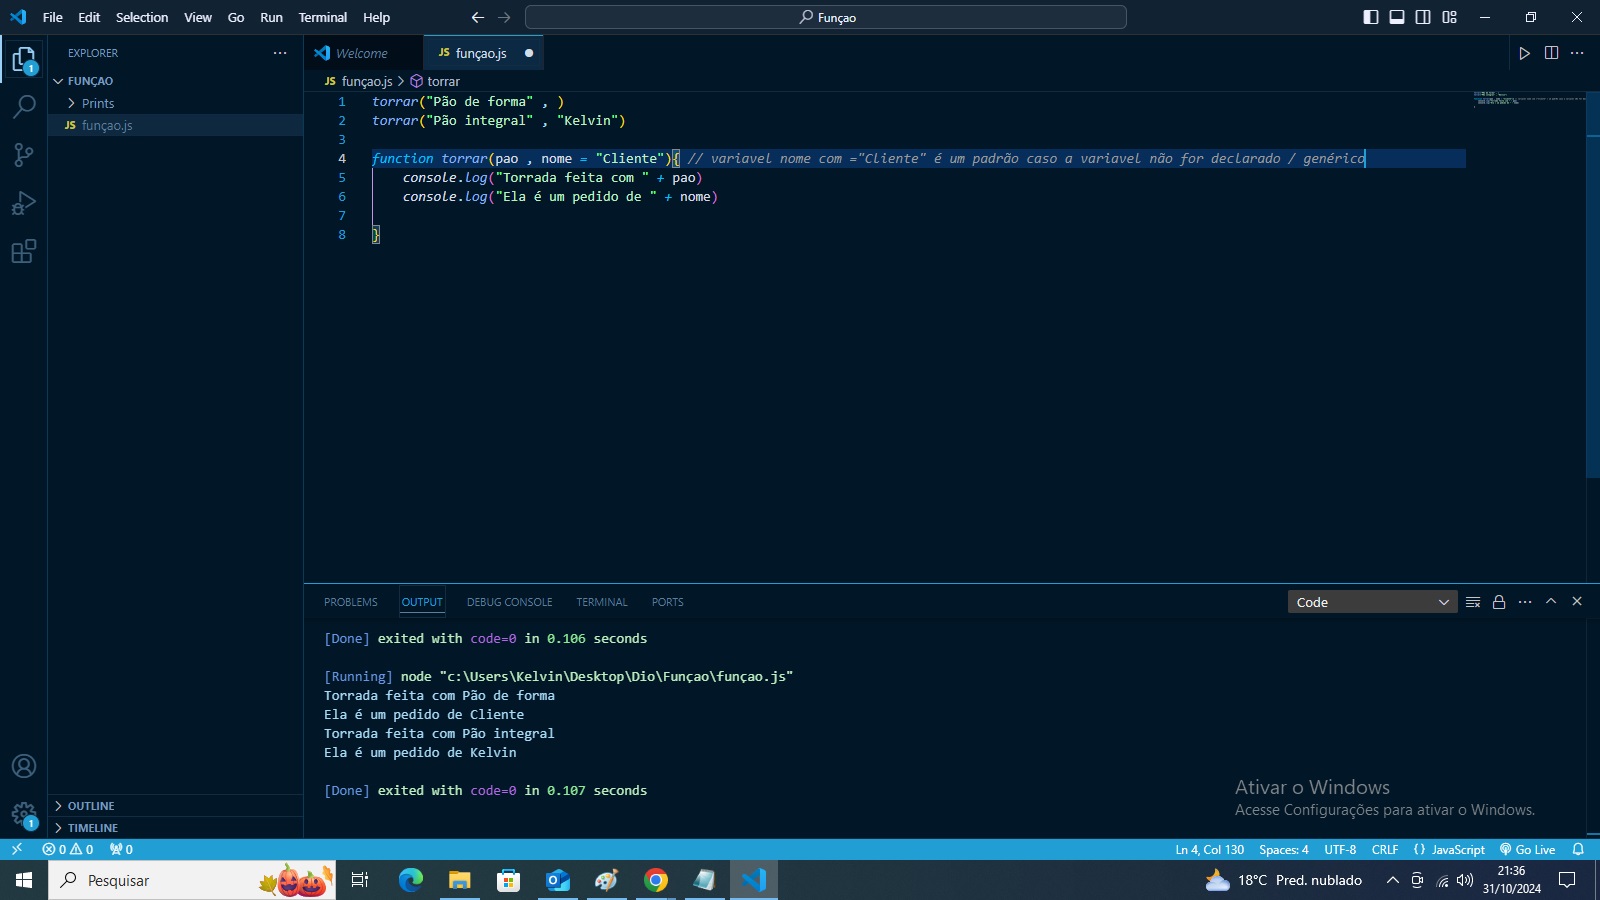 File Edit Selection View Go Run Terminal Help
Funçao
EXPLORER
FUNÇAO
Prints
JS funçao.js
1
1
Welcome
JS funçao.js
JS funçao.js > torrar
1 torrar("Pão de forma" , )
2 torrar("Pão integral" , "Kelvin")
3
4 function torrar(pao , nome = "Cliente"){ // variavel nome com ="Cliente" é um padrão caso a variavel não for declarado / genérico
5 console.log("Torrada feita com " + pao)
6 console.log("Ela é um pedido de " + nome)
7
8 }
PROBLEMS OUTPUT DEBUG CONSOLE TERMINAL PORTS
Code
[Done] exited with code=0 in 0.106 seconds
[Running] node "c:\Users\Kelvin\Desktop\Dio\Funçao\funçao.js"
Torrada feita com Pão de forma
Ela é um pedido de Cliente
Torrada feita com Pão integral
Ela é um pedido de Kelvin
[Done] exited with code=0 in 0.107 seconds
Ativar o Windows
Acesse Configurações para ativar o Windows.
OUTLINE
TIMELINE
0 0 0
Ln 4, Col 130 Spaces: 4 UTF-8 CRLF {} JavaScript Go Live
Pesquisar
18°C Pred. nublado
21:36
31/10/2024